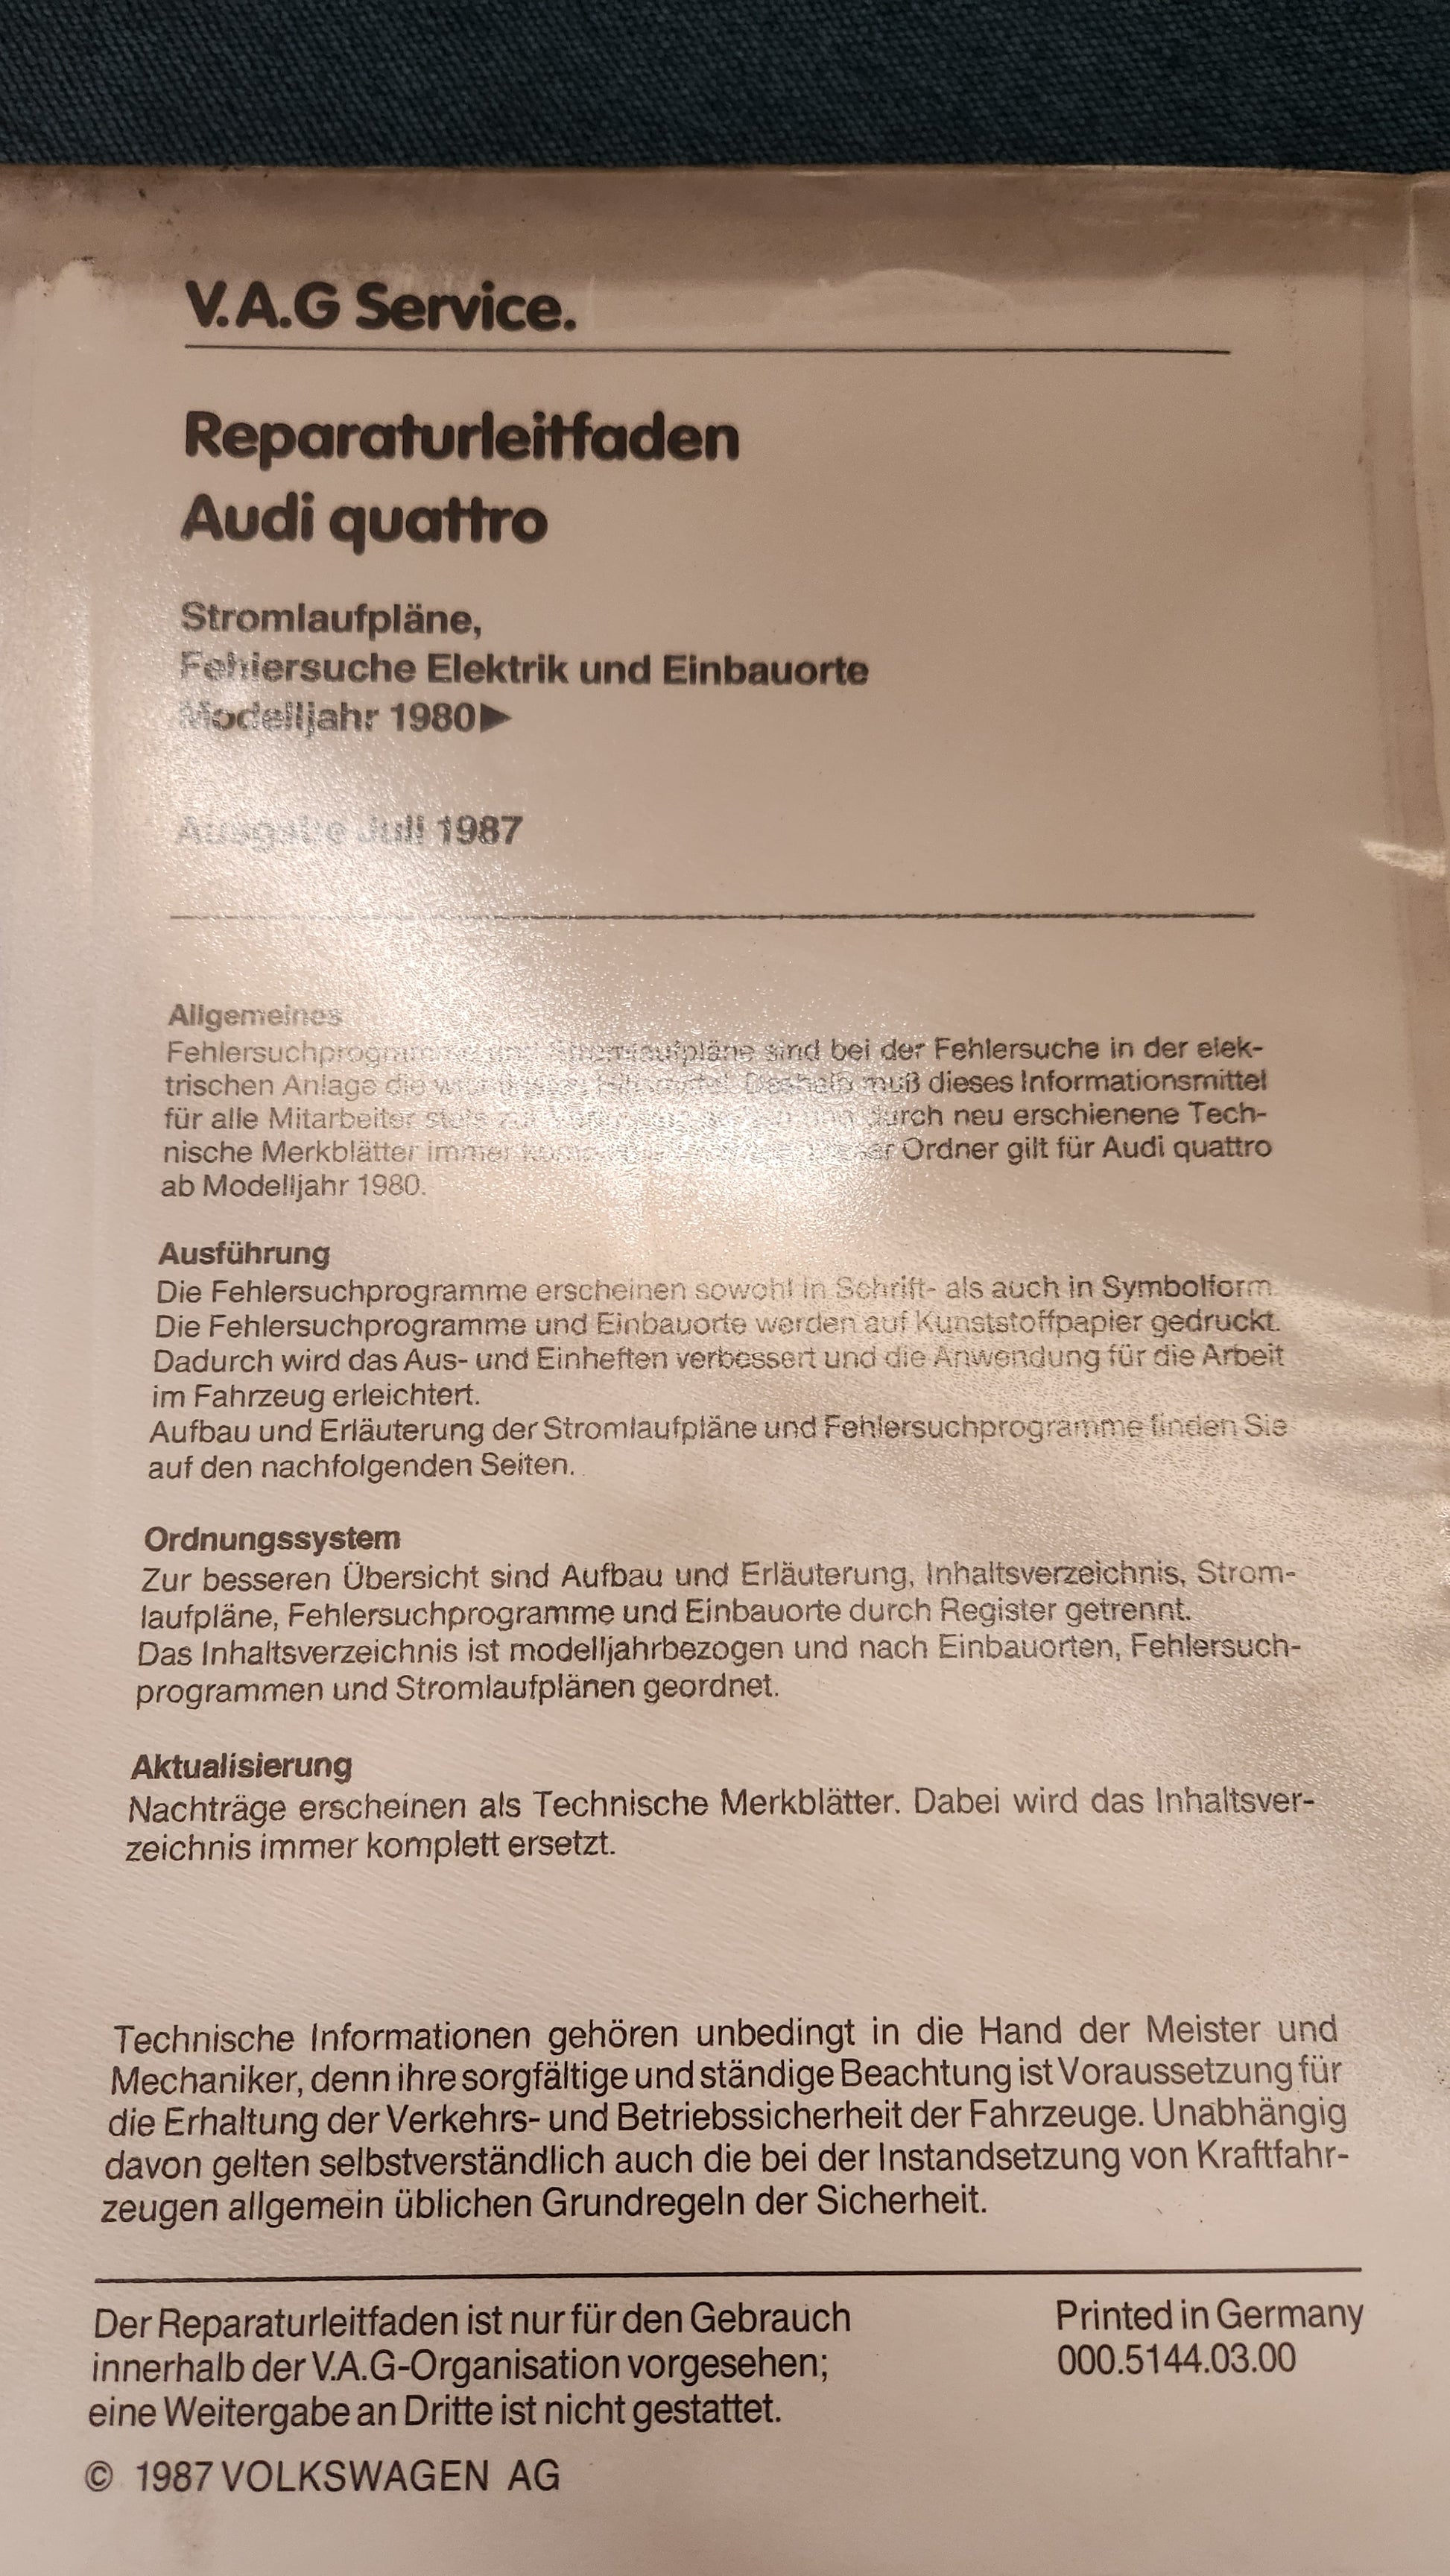 V.A.G Service.
Reparaturleitfaden
Audi quattro
Stromlaufpläne,
Fehlersuche Elektrik und Einbauorte
Modelljahr 1980▶
Ausgabe Juli 1987
Allgemeines
Fehlersuchprogramme und Stromlaufpläne sind bei der Fehlersuche in der elek-
trischen Anlage die Deshalb muß dieses Informationsmittel
für alle Mitarbeiter stets durch neu erschienene Tech-
nische Merkblätter immer Ordner gilt für Audi quattro
ab Modelljahr 1980.
Ausführung
Die Fehlersuchprogramme erscheinen sowohl in Schrift- als auch in Symbolform.
Die Fehlersuchprogramme und Einbauorte werden auf Kunststoffpapier gedruckt.
Dadurch wird das Aus- und Einheften verbessert und die Anwendung für die Arbeit
im Fahrzeug erleichtert.
Aufbau und Erläuterung der Stromlaufpläne und Fehlersuchprogramme finden Sie
auf den nachfolgenden Seiten.
Ordnungssystem
Zur besseren Übersicht sind Aufbau und Erläuterung, Inhaltsverzeichnis, Strom-
laufpläne, Fehlersuchprogramme und Einbauorte durch Register getrennt.
Das Inhaltsverzeichnis ist modelljahrbezogen und nach Einbauorten, Fehlersuch-
programmen und Stromlaufplänen geordnet.
Aktualisierung
Nachträge erscheinen als Technische Merkblätter. Dabei wird das Inhaltsver-
zeichnis immer komplett ersetzt.
Technische Informationen gehören unbedingt in die Hand der Meister und
Mechaniker, denn ihre sorgfältige und ständige Beachtung ist Voraussetzung für
die Erhaltung der Verkehrs- und Betriebssicherheit der Fahrzeuge. Unabhängig
davon gelten selbstverständlich auch die bei der Instandsetzung von Kraftfahr-
zeugen allgemein üblichen Grundregeln der Sicherheit.
Der Reparaturleitfaden ist nur für den Gebrauch
innerhalb der V.A.G-Organisation vorgesehen;
eine Weitergabe an Dritte ist nicht gestattet.
© 1987 VOLKSWAGEN AG
Printed in Germany
000.5144.03.00